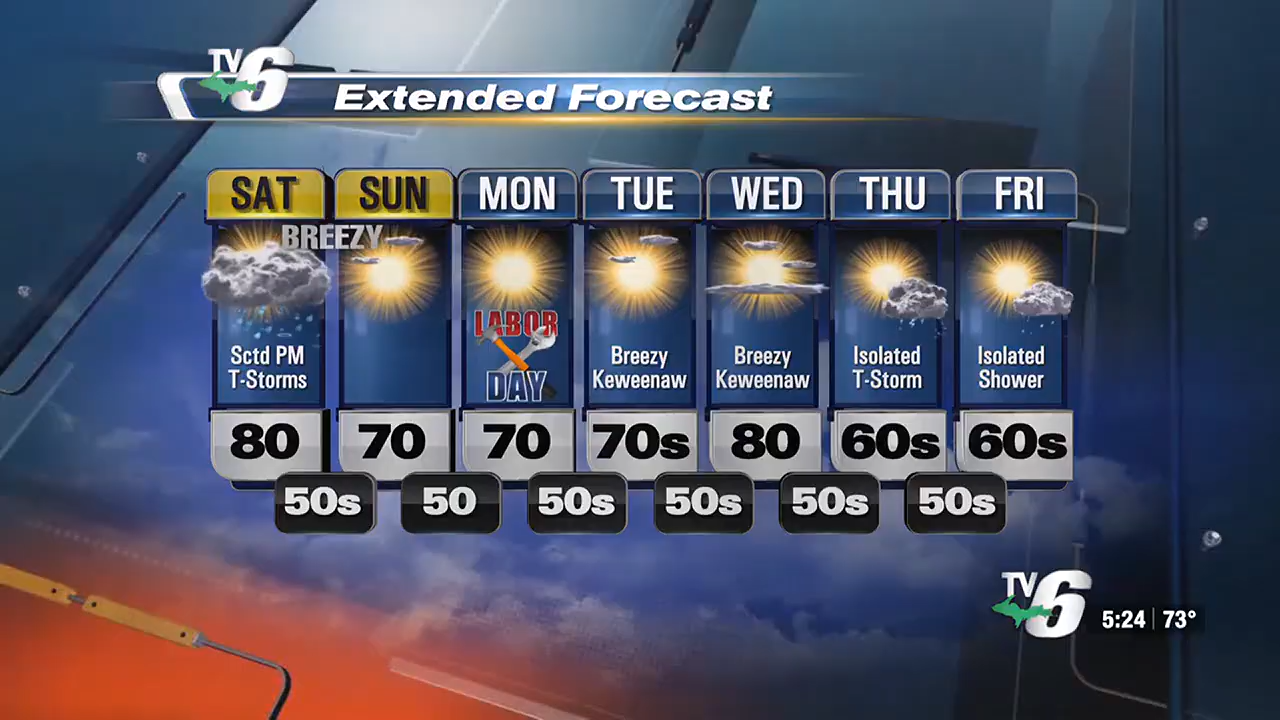 TV6
Extended Forecast
SAT SUN MON TUE WED THU FRI
BREEZY
LABOR
DAY
Sctd PM
T-Storms
Breezy
Keweenaw
Breezy
Keweenaw
Isolated
T-Storm
Isolated
Shower
80 70 70 70s 80 60s 60s
50s 50 50s 50s 50s 50s
TV6
5:24 73°